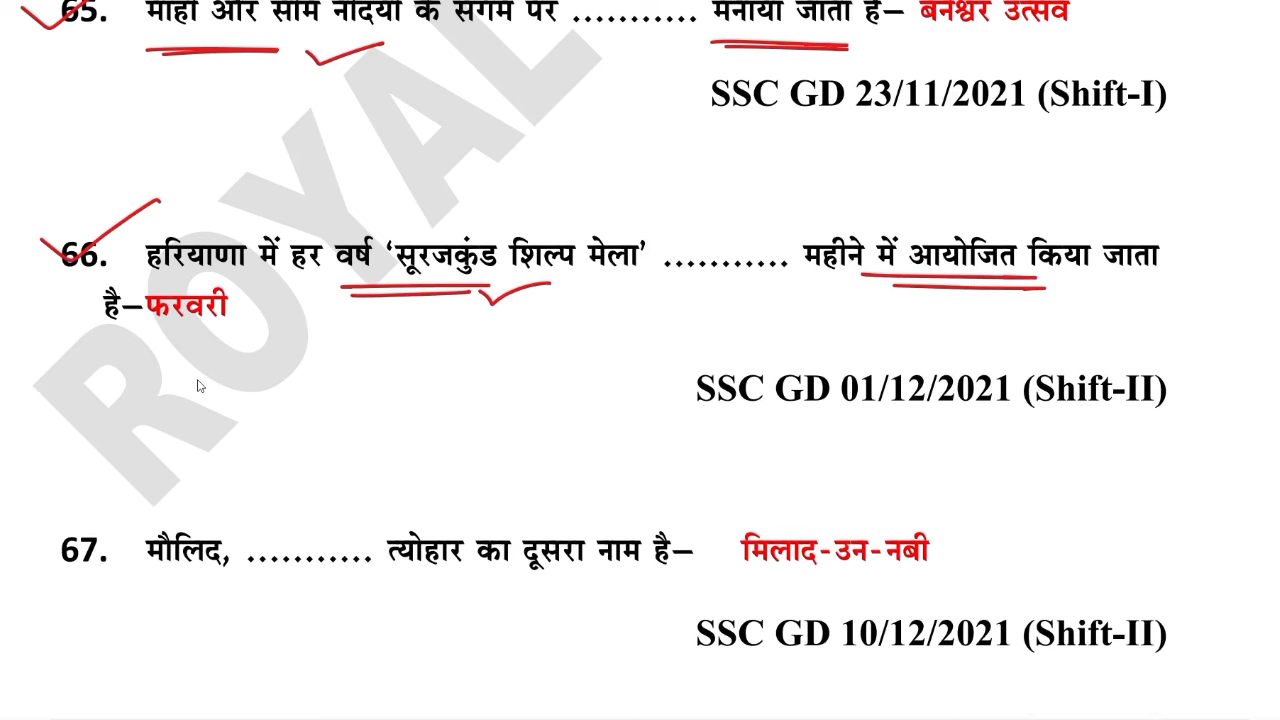 65. माही और सोम नदियों के संगम पर ........... मनाया जाता है– बेनेश्वर उत्सव
SSC GD 23/11/2021 (Shift-I)
66. हरियाणा में हर वर्ष ‘सूरजकुंड शिल्प मेला’ ........... महीने में आयोजित किया जाता
है–फरवरी
SSC GD 01/12/2021 (Shift-II)
67. मौलिद, ........... त्योहार का दूसरा नाम है– मिलाद-उन-नबी
SSC GD 10/12/2021 (Shift-II)
ROYAL